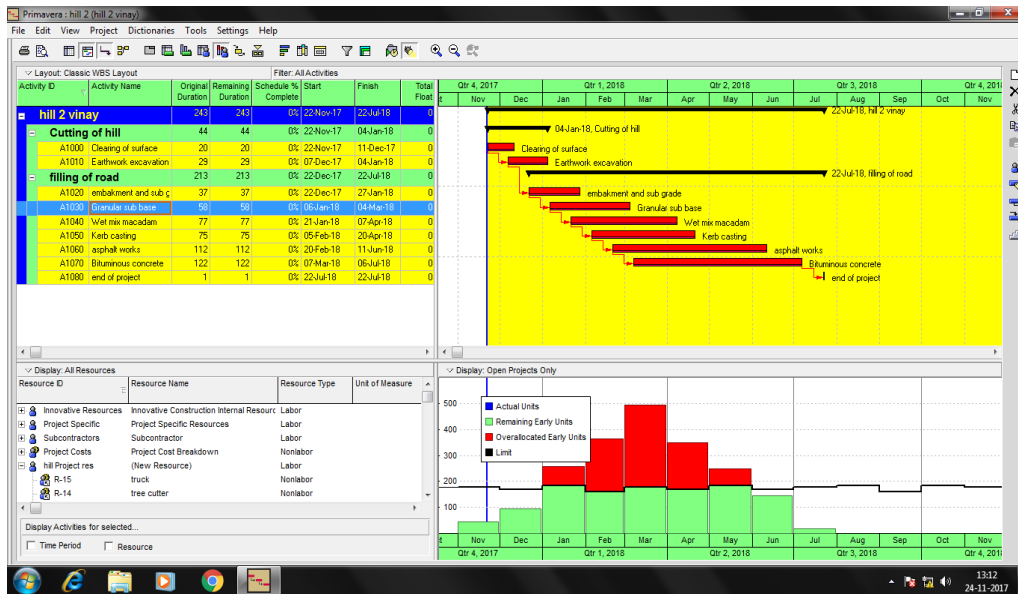 Primavera : hill 2 (hill 2 vinay)
File Edit View Project Dictionaries Tools Settings Help
Layout: Classic WBS Layout Filter: All Activities
Activity ID Activity Name Original Duration Remaining Duration Schedule % Complete Start Finish Total Float
hill 2 vinay 243 243 0% 22-Nov-17 22-Jul-18 0
Cutting of hill 44 44 0% 22-Nov-17 04-Jan-18 0
A1000 Clearing of surface 20 20 0% 22-Nov-17 11-Dec-17 0
A1010 Earthwork excavation 29 29 0% 07-Dec-17 04-Jan-18 0
filling of road 213 213 0% 22-Dec-17 22-Jul-18 0
A1020 embakment and sub g 37 37 0% 22-Dec-17 27-Jan-18 0
A1030 Granular sub base 58 58 0% 06-Jan-18 04-Mar-18 0
A1040 Wet mix macadam 77 77 0% 21-Jan-18 07-Apr-18 0
A1050 Kerb casting 75 75 0% 05-Feb-18 20-Apr-18 0
A1060 asphalt works 112 112 0% 20-Feb-18 11-Jun-18 0
A1070 Bituminous concrete 122 122 0% 07-Mar-18 06-Jul-18 0
A1080 end of project 1 1 0% 22-Jul-18 22-Jul-18 0
t Qtr 4, 2017 Qtr 1, 2018 Qtr 2, 2018 Qtr 3, 2018 Qtr 4, 201
Nov Dec Jan Feb Mar Apr May Jun Jul Aug Sep Oct Nov
22-Jul-18, hill 2 vinay
04-Jan-18, Cutting of hill
Clearing of surface
Earthwork excavation
22-Jul-18, filling of road
embakment and sub grade
Granular sub base
Wet mix macadam
Kerb casting
asphalt works
Bituminous concrete
end of project
Display: All Resources
Resource ID Resource Name Resource Type Unit of Measure
Innovative Resources Innovative Construction Internal Resourc Labor
Project Specific Project Specific Resources Labor
Subcontractors Subcontractor Labor
Project Costs Project Cost Breakdown Nonlabor
hill Project res (New Resource) Labor
R-15 truck Nonlabor
R-14 tree cutter Nonlabor
Display Activities for selected...
Time Period Resource
Display: Open Projects Only
500
400
300
200
100
Actual Units
Remaining Early Units
Overallocated Early Units
Limit
t Nov Dec Jan Feb Mar Apr May Jun Jul Aug Sep Oct Nov
Qtr 4, 2017 Qtr 1, 2018 Qtr 2, 2018 Qtr 3, 2018 Qtr 4, 201
13:12
24-11-2017